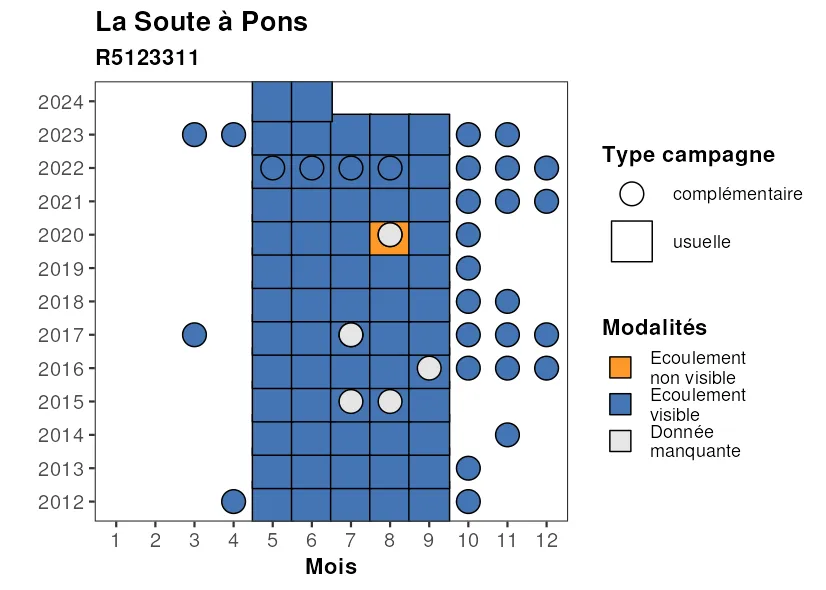 La Soute à Pons
R5123311
2024
2023
2022
2021
2020
2019
2018
2017
2016
2015
2014
2013
2012
1 2 3 4 5 6 7 8 9 10 11 12
Mois
Type campagne
complémentaire
usuelle
Modalités
Ecoulement
non visible
Ecoulement
visible
Donnée
manquante